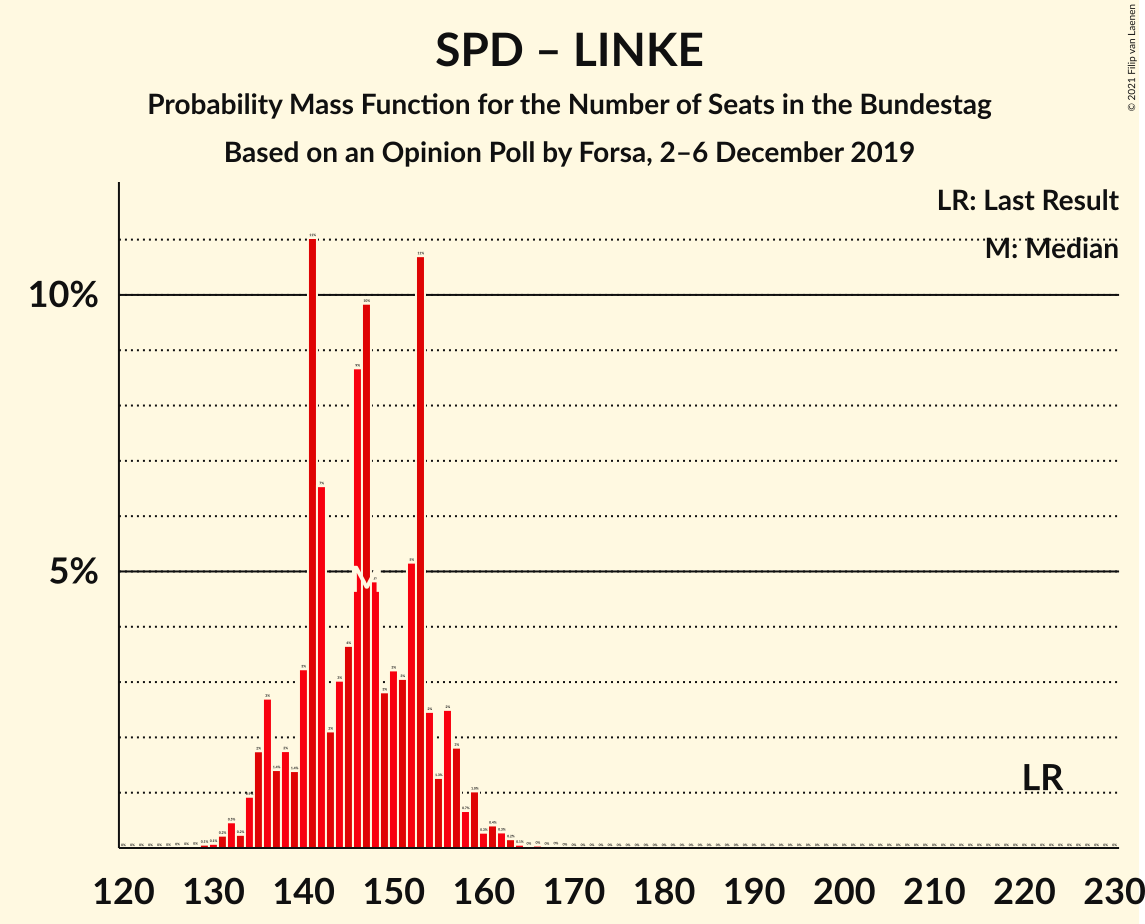 SPD – LINKE
Probability Mass Function for the Number of Seats in the Bundestag
Based on an Opinion Poll by Forsa, 2–6 December 2019
© 2021 Filip van Laenen
LR: Last Result
M: Median
10%
5%
M
LR
120 130 140 150 160 170 180 190 200 210 220 230